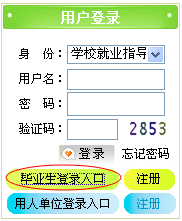 用户登录
身 份：学校就业指导
用户名：
密 码：
验证码： 2853
登录 忘记密码
毕业生登录入口 注册
用人单位登录入口 注册